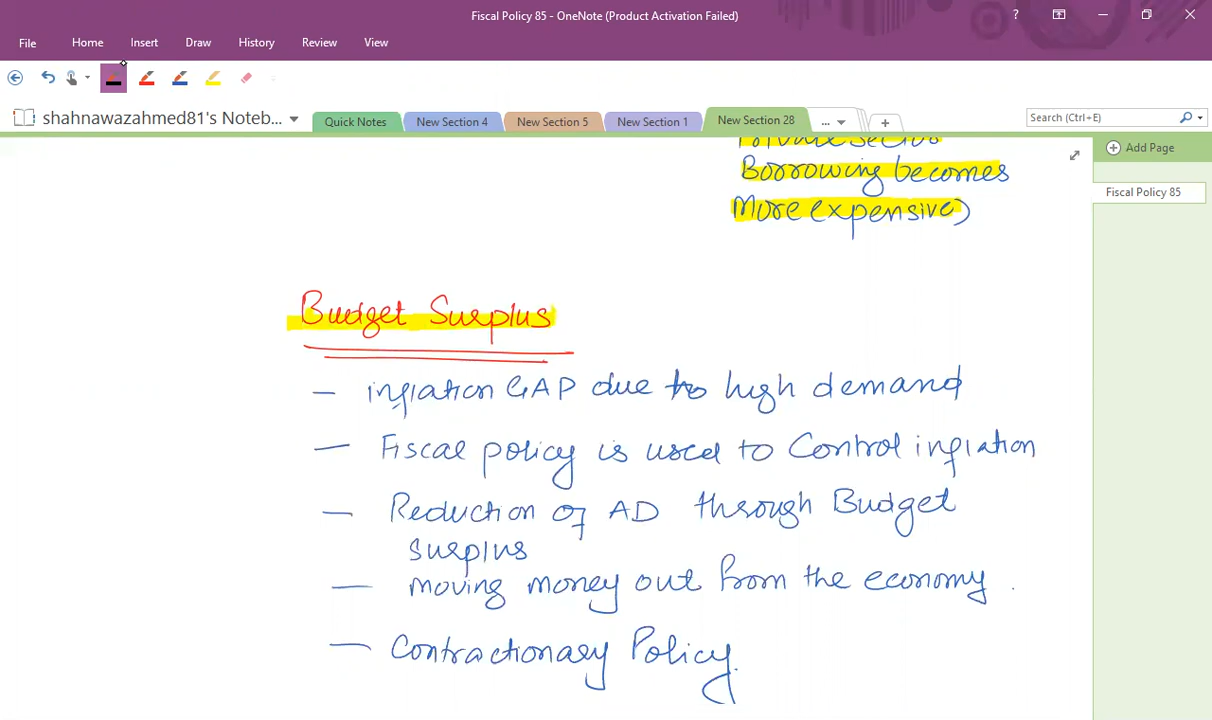 Fiscal Policy 85 - OneNote (Product Activation Failed)
?
File Home Insert Draw History Review View
shahnawazahmed81's Noteb... Quick Notes New Section 4 New Section 5 New Section 1 New Section 28 ... Search (Ctrl+E)
Add Page
Fiscal Policy 85
Private Sector
Borrowing becomes
More expensive)
Budget Surplus
— inflation GAP due to high demand
— Fiscal policy is used to Control inflation
— Reduction of AD through Budget
surplus
— moving money out from the economy.
— Contractionary Policy.